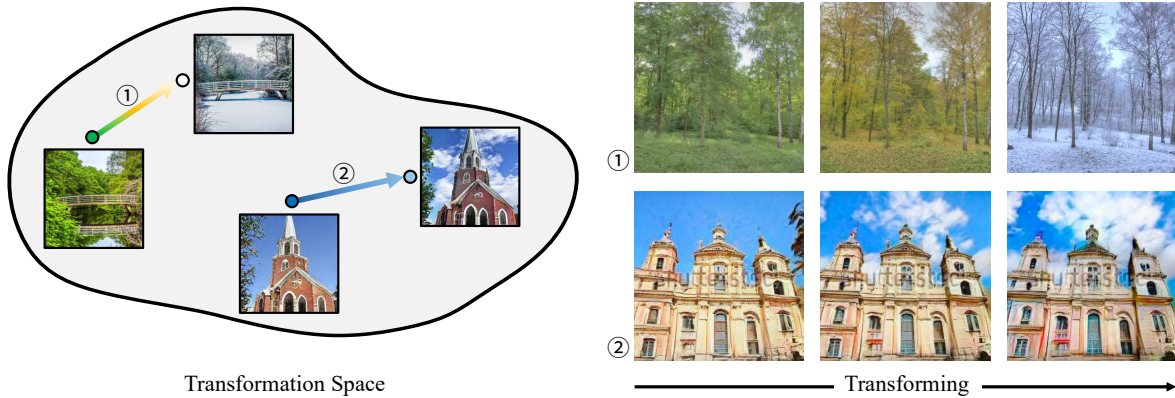 ①
②
①
②
Transformation Space
Transforming